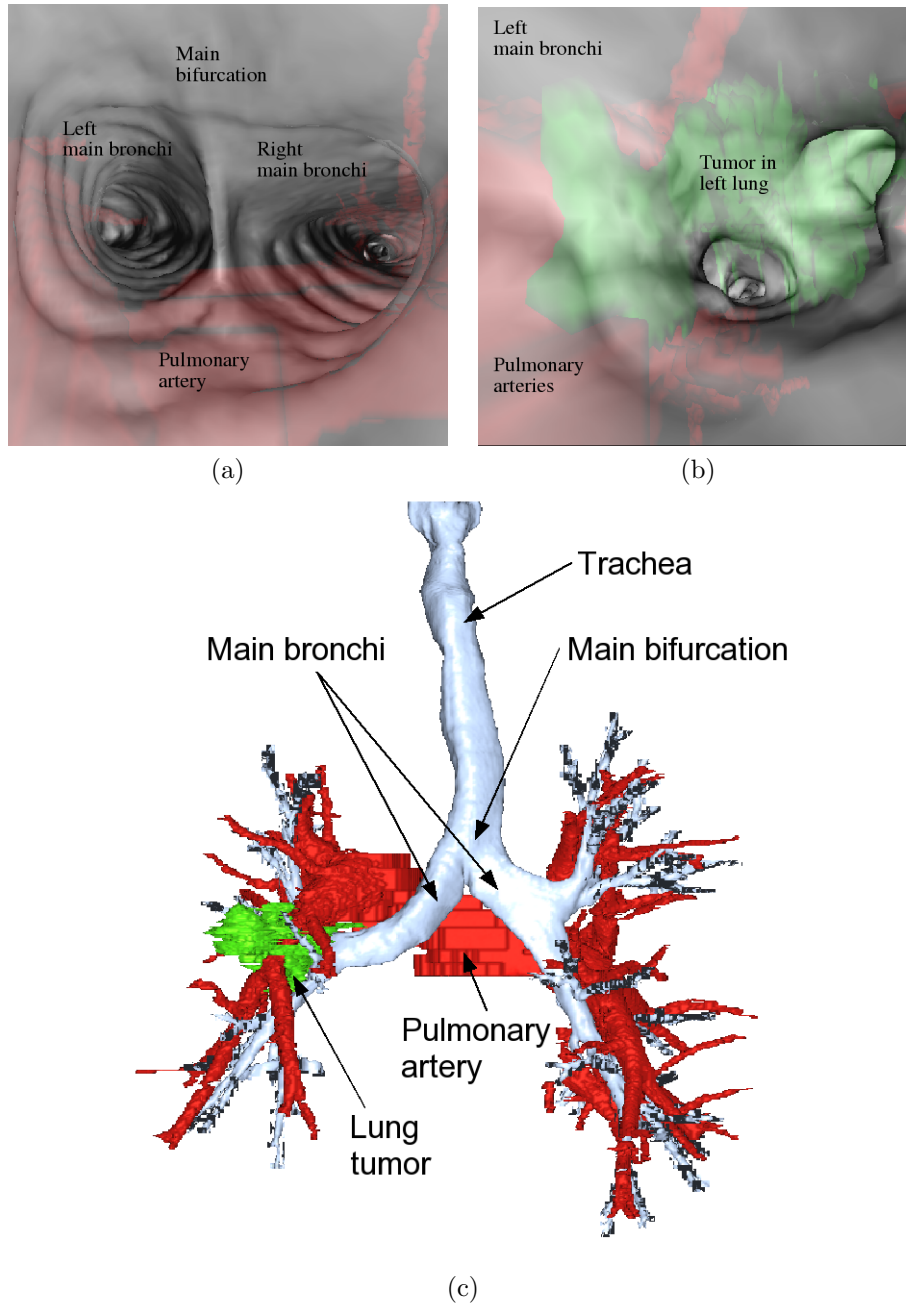 Main
bifurcation
Left
main bronchi
Right
main bronchi
Pulmonary
artery
(a)
Left
main bronchi
Tumor in
left lung
Pulmonary
arteries
(b)
Trachea
Main bronchi
Main bifurcation
Pulmonary
artery
Lung
tumor
(c)